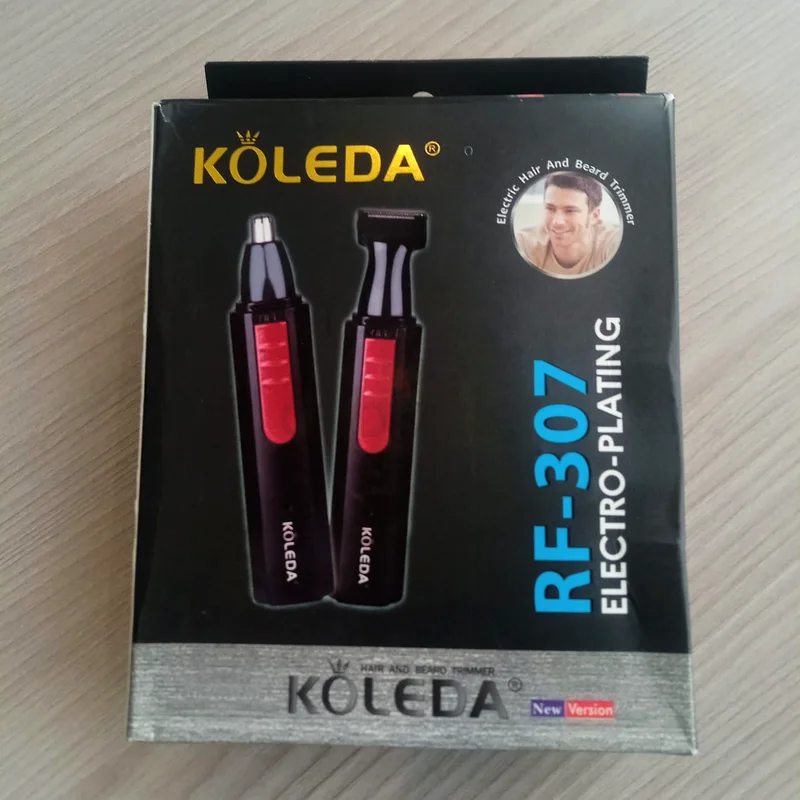 KOLEDA®
Electric Hair And Beard Trimmer
RF-307
ELECTRO-PLATING
KOLEDA
KOLEDA
HAIR AND BEARD TRIMMER
KOLEDA®
New Version